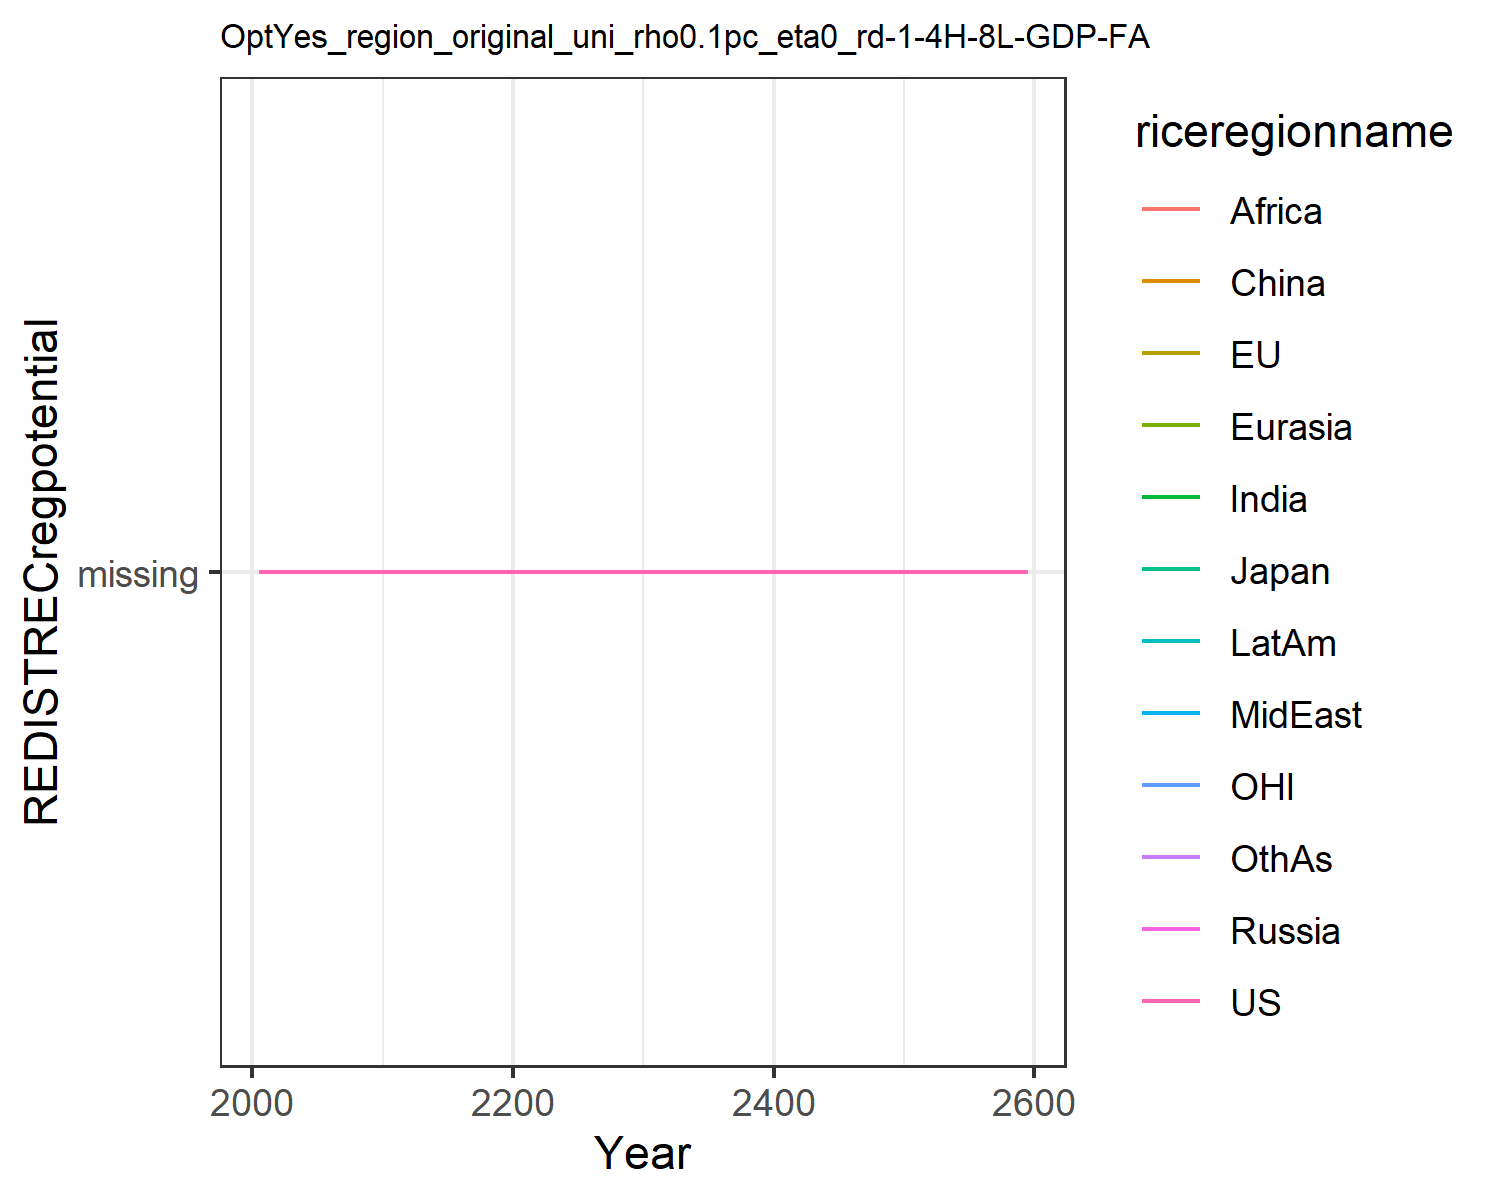 OptYes_region_original_uni_rho0.1pc_eta0_rd-1-4H-8L-GDP-FA
REDISTRECregpotential
missing
2000
2200
2400
2600
Year
riceregionname
Africa
China
EU
Eurasia
India
Japan
LatAm
MidEast
OHI
OthAs
Russia
US